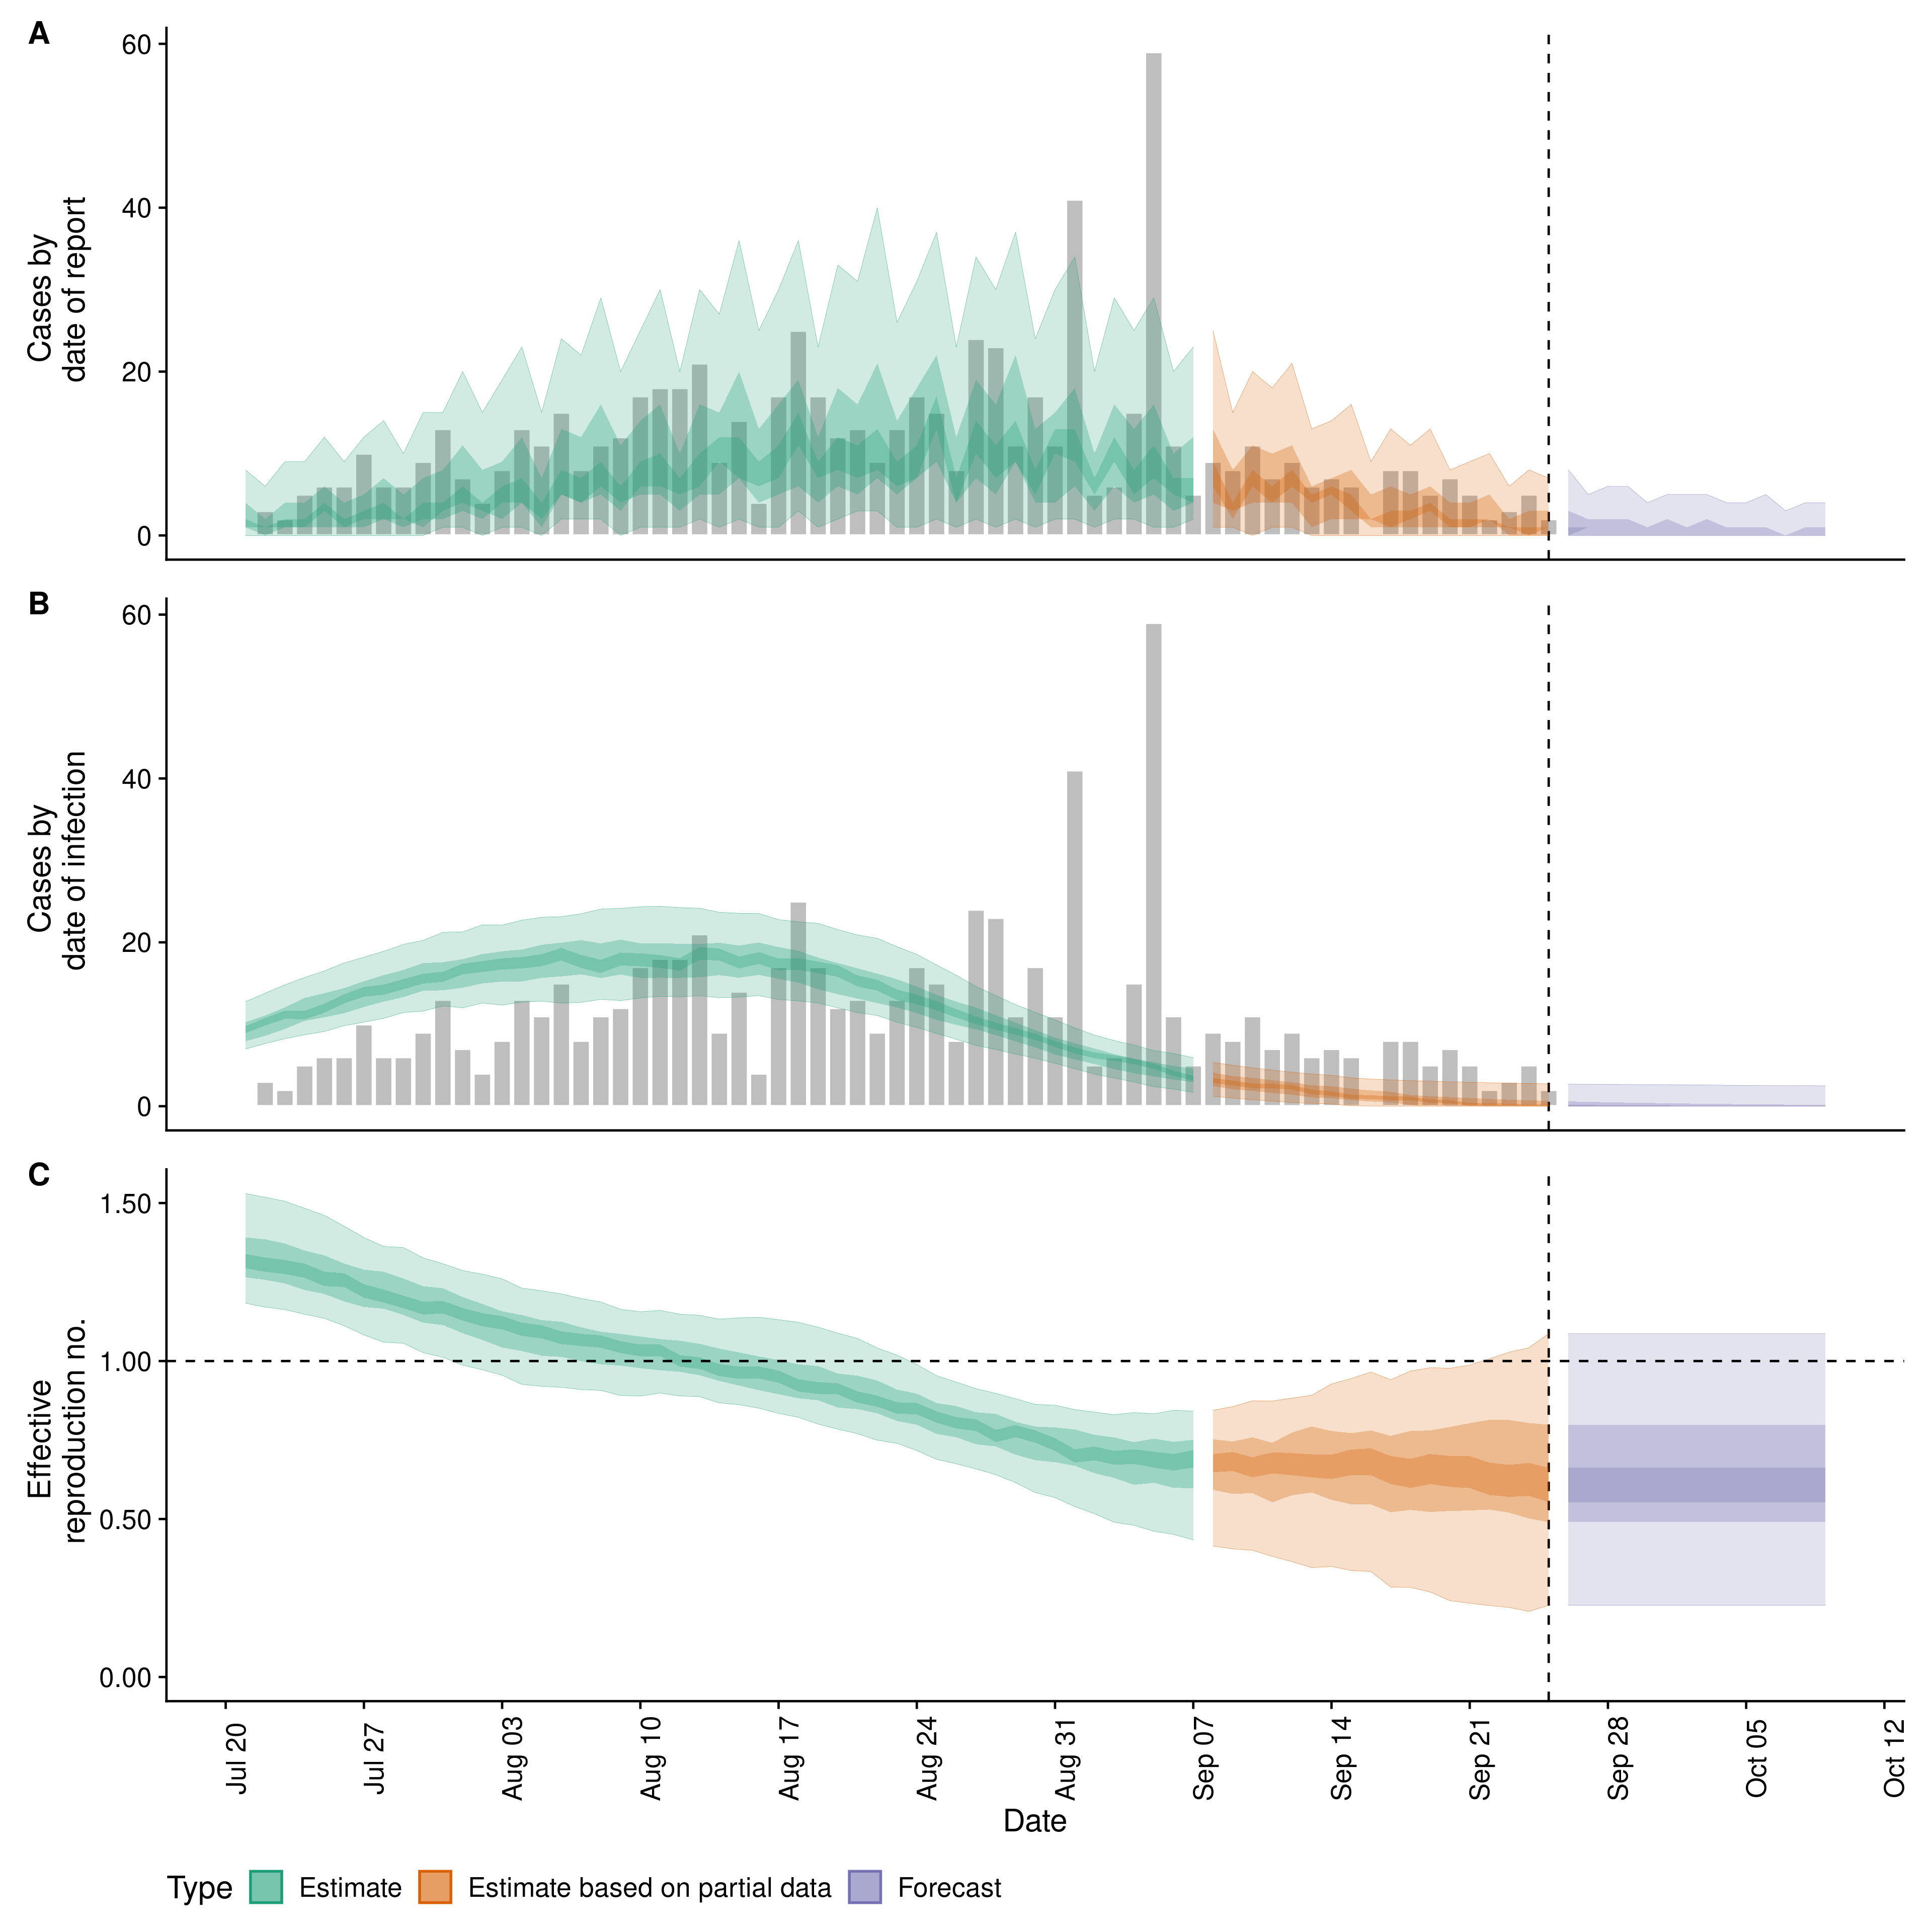 A
Cases by
date of report
60
40
20
0
B
Cases by
date of infection
60
40
20
0
C
Effective
reproduction no.
1.50
1.00
0.50
0.00
Jul 20
Jul 27
Aug 03
Aug 10
Aug 17
Aug 24
Aug 31
Sep 07
Sep 14
Sep 21
Sep 28
Oct 05
Oct 12
Date
Type Estimate Estimate based on partial data Forecast